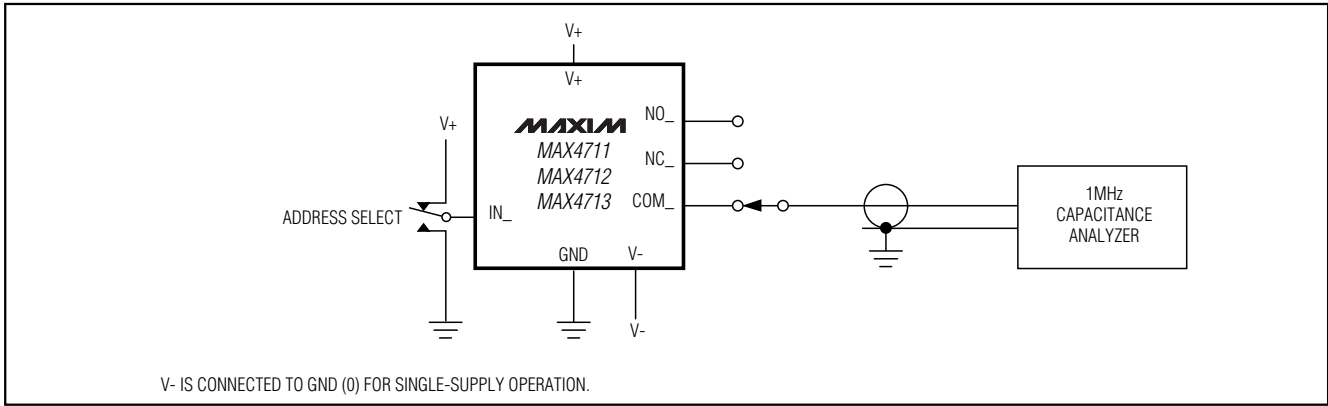 V+
V+
V+
MAXIM
MAX4711
MAX4712
MAX4713
NO_
NC_
COM_
ADDRESS SELECT
IN_
GND
V-
V-
1MHz
CAPACITANCE
ANALYZER
V- IS CONNECTED TO GND (0) FOR SINGLE-SUPPLY OPERATION.